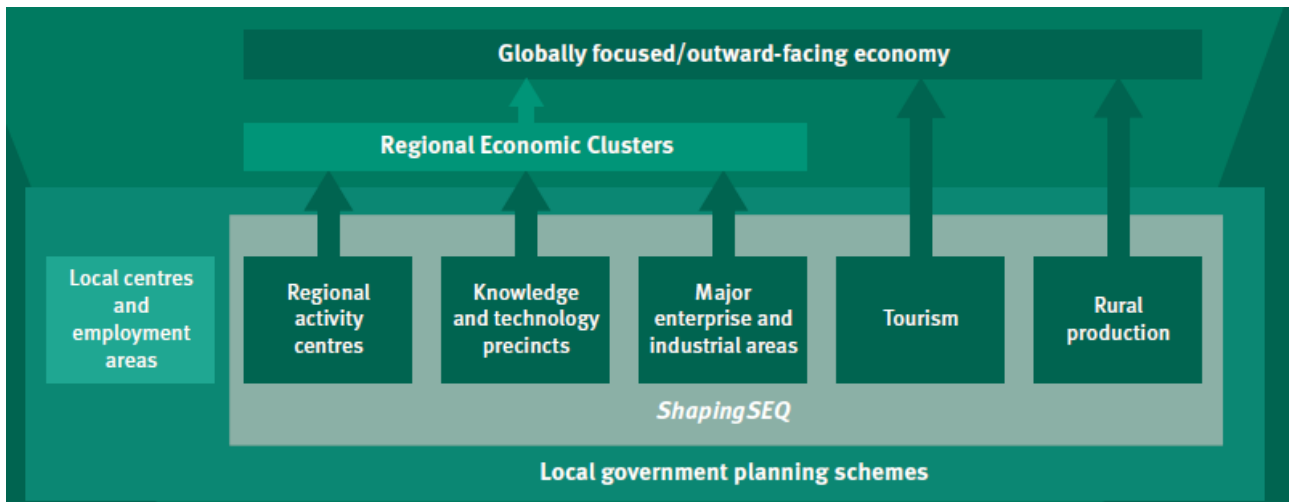 Globally focused/outward-facing economy
Regional Economic Clusters
Local centres
and
employment
areas
Regional
activity
centres
Knowledge
and technology
precincts
Major
enterprise and
industrial areas
Tourism
Rural
production
ShapingSEQ
Local government planning schemes